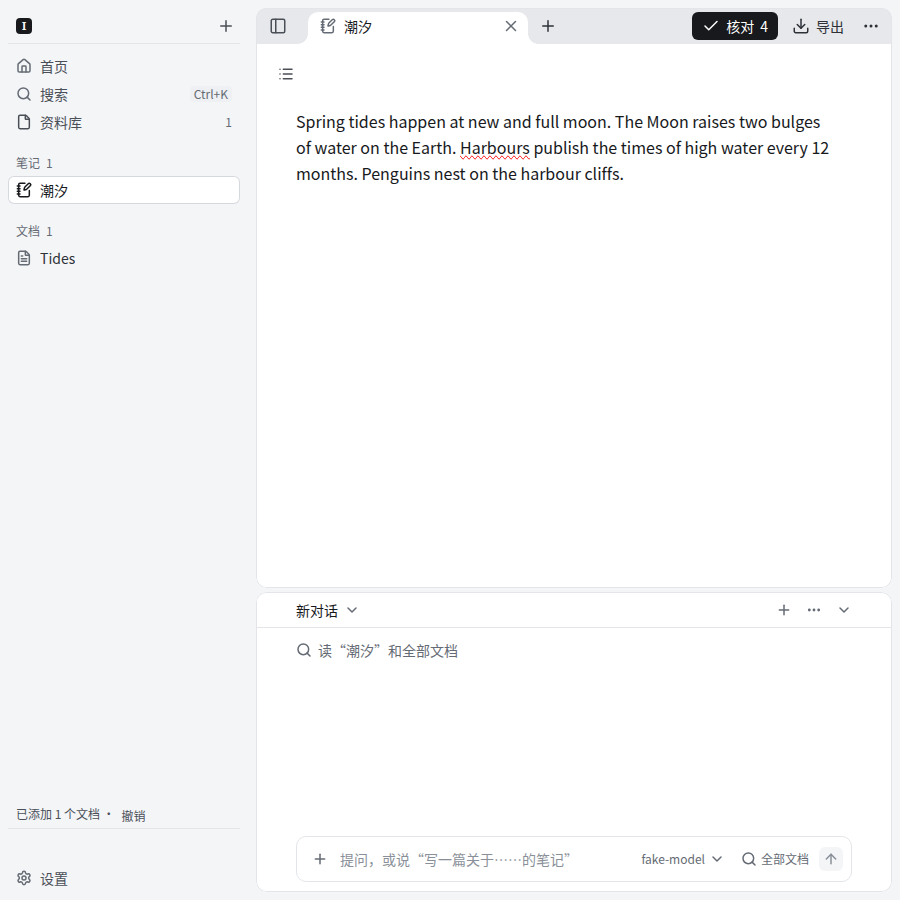 I
首页
搜索 Ctrl+K
资料库 1
笔记 1
潮汐
文档 1
Tides
已添加 1 个文档 · 撤销
设置
潮汐
核对 4
导出
Spring tides happen at new and full moon. The Moon raises two bulges
of water on the Earth. Harbours publish the times of high water every 12
months. Penguins nest on the harbour cliffs.
新对话
读“潮汐”和全部文档
提问，或说“写一篇关于……的笔记” fake-model 全部文档